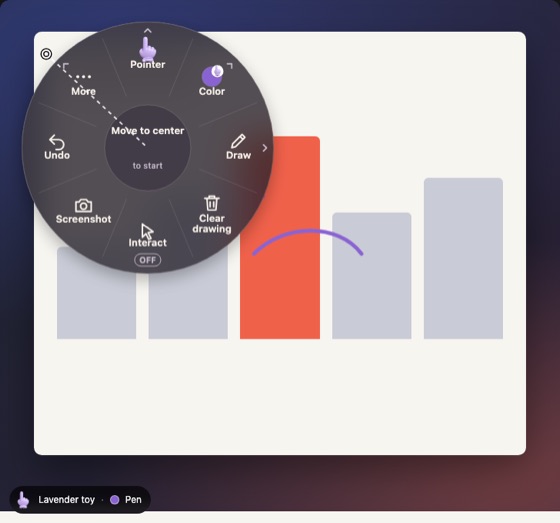 Pointer
More
Color
Move to center
to start
Undo
Draw
Screenshot
Clear
drawing
Interact
OFF
Lavender toy · Pen